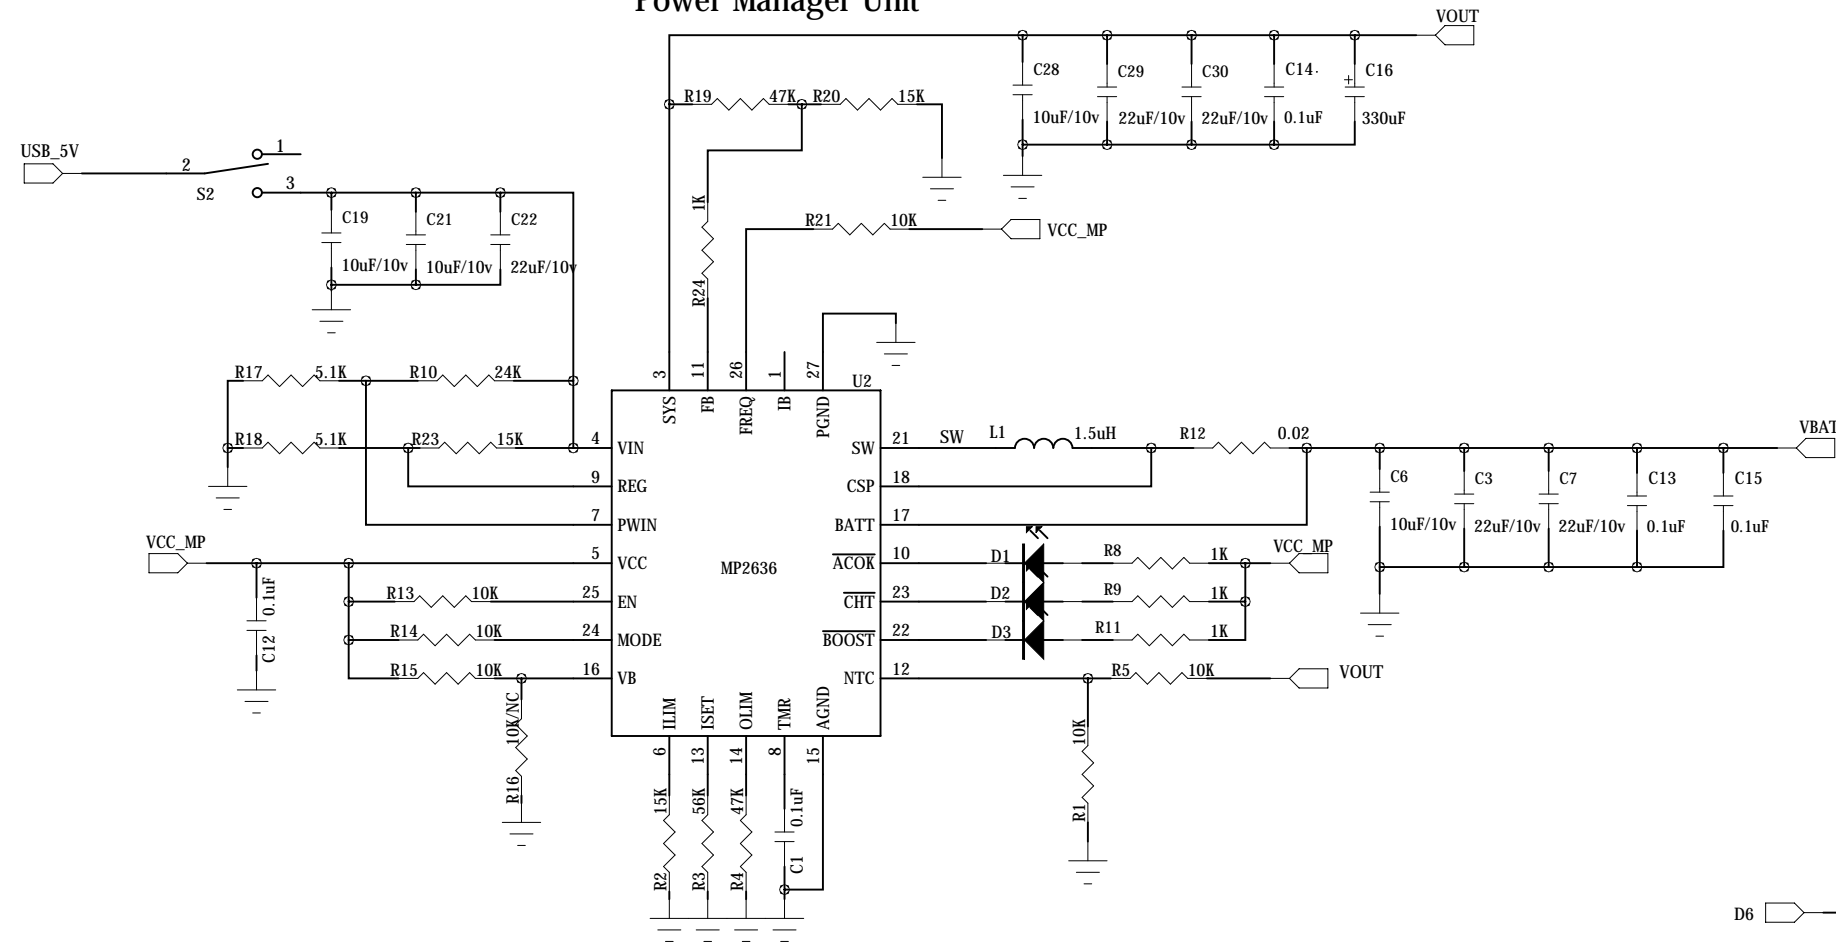 Power Manager Unit
VOUT
C28 C29 C30 C14. C16
+
10uF/10v 22uF/10v 22uF/10v 0.1uF 330uF
R19 47K R20 15K
USB_5V
2 1
S2 3
C19 C21 C22
10uF/10v 10uF/10v 22uF/10v
1K
R24
R21 10K VCC_MP
R17 5.1K R10 24K
R18 5.1K R23 15K
3 11 26 1 27
U2
SYS FB FREQ IB PGND
4 VIN
9 REG
7 PWIN
5 VCC
25 EN
24 MODE
16 VB
MP2636
SW 21 SW L1 1.5uH R12 0.02 VBAT
CSP 18
BATT 17
ACOK 10 D1 R8 1K VCC_MP
CHT 23 D2 R9 1K
BOOST 22 D3 R11 1K
NTC 12 R5 10K VOUT
C6 C3 C7 C13 C15
10uF/10v 22uF/10v 22uF/10v 0.1uF 0.1uF
VCC_MP
0.1uF
C12
R13 10K
R14 10K
R15 10K
10K/NC
R16
ILIM ISET OLIM TMR AGND
6 13 14 8 15
15K 56K 47K 0.1uF
R2 R3 R4 C1
10K
R1
D6